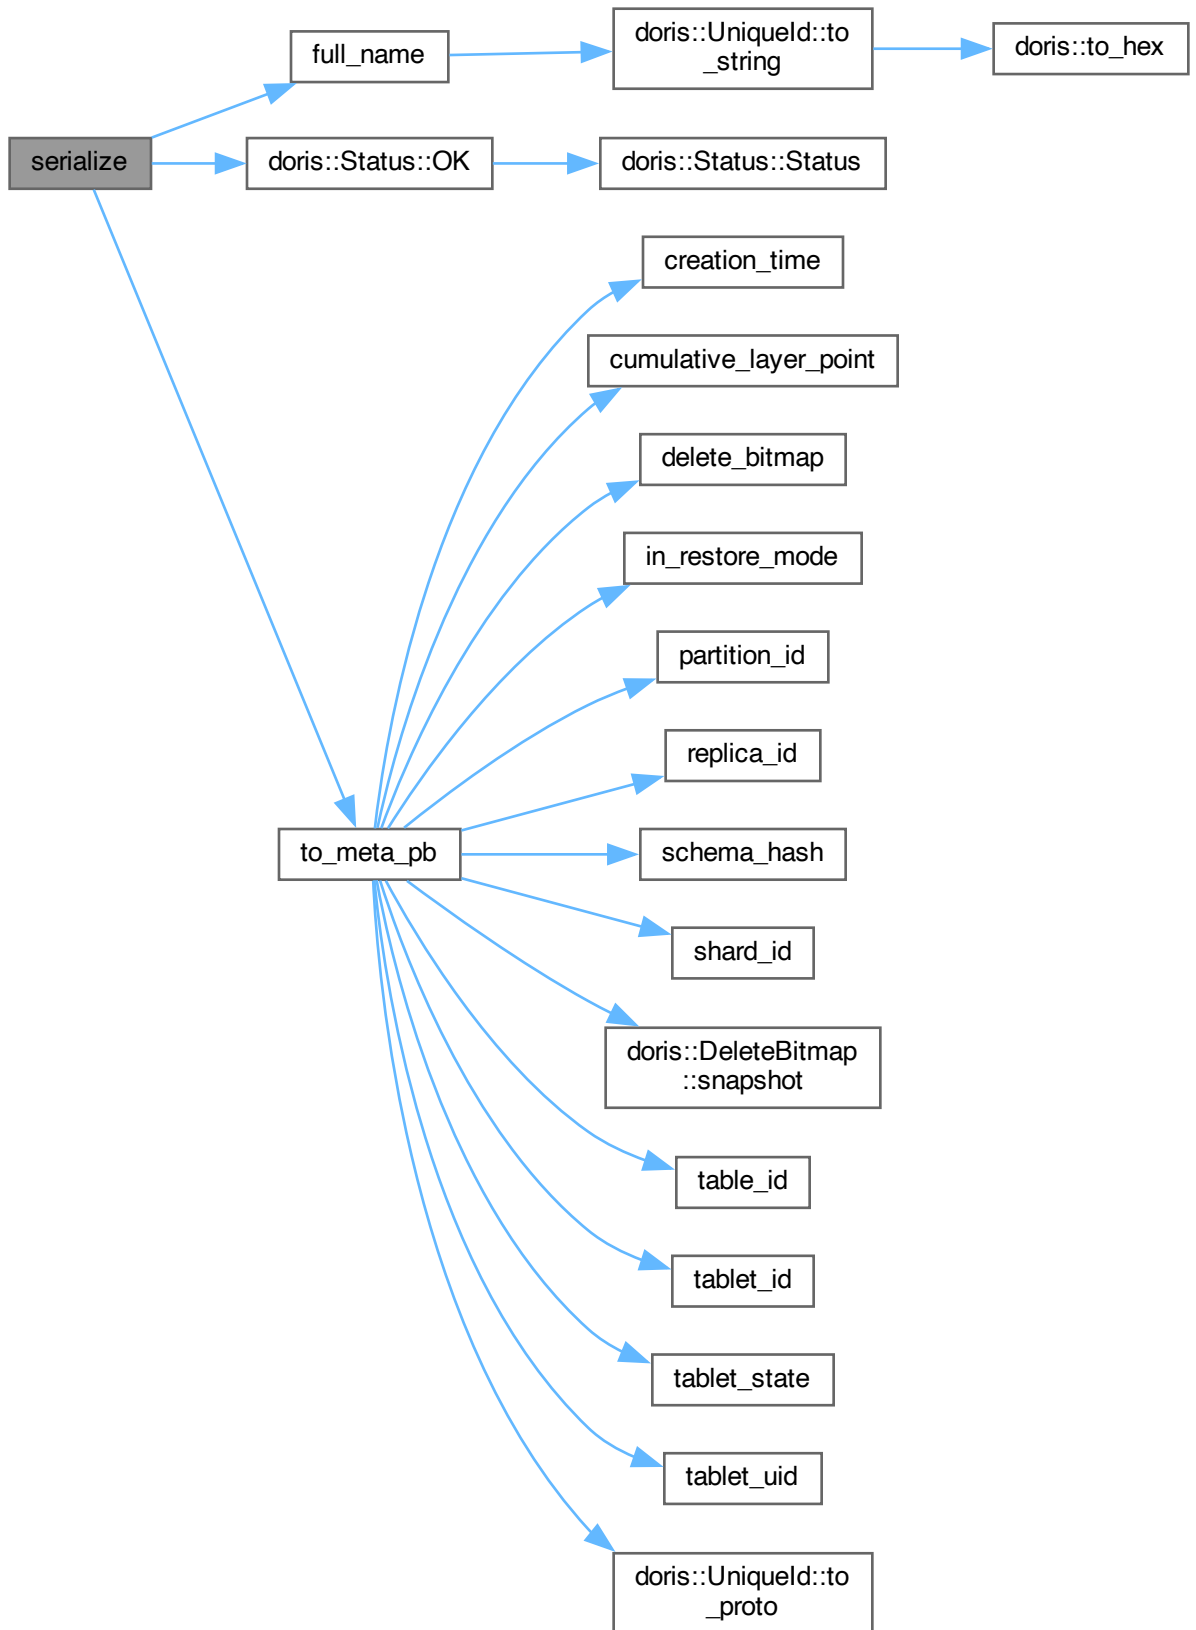 full_name
doris::UniqueId::to
_string
doris::to_hex
serialize
doris::Status::OK
doris::Status::Status
creation_time
cumulative_layer_point
delete_bitmap
in_restore_mode
partition_id
replica_id
to_meta_pb
schema_hash
shard_id
doris::DeleteBitmap
::snapshot
table_id
tablet_id
tablet_state
tablet_uid
doris::UniqueId::to
_proto